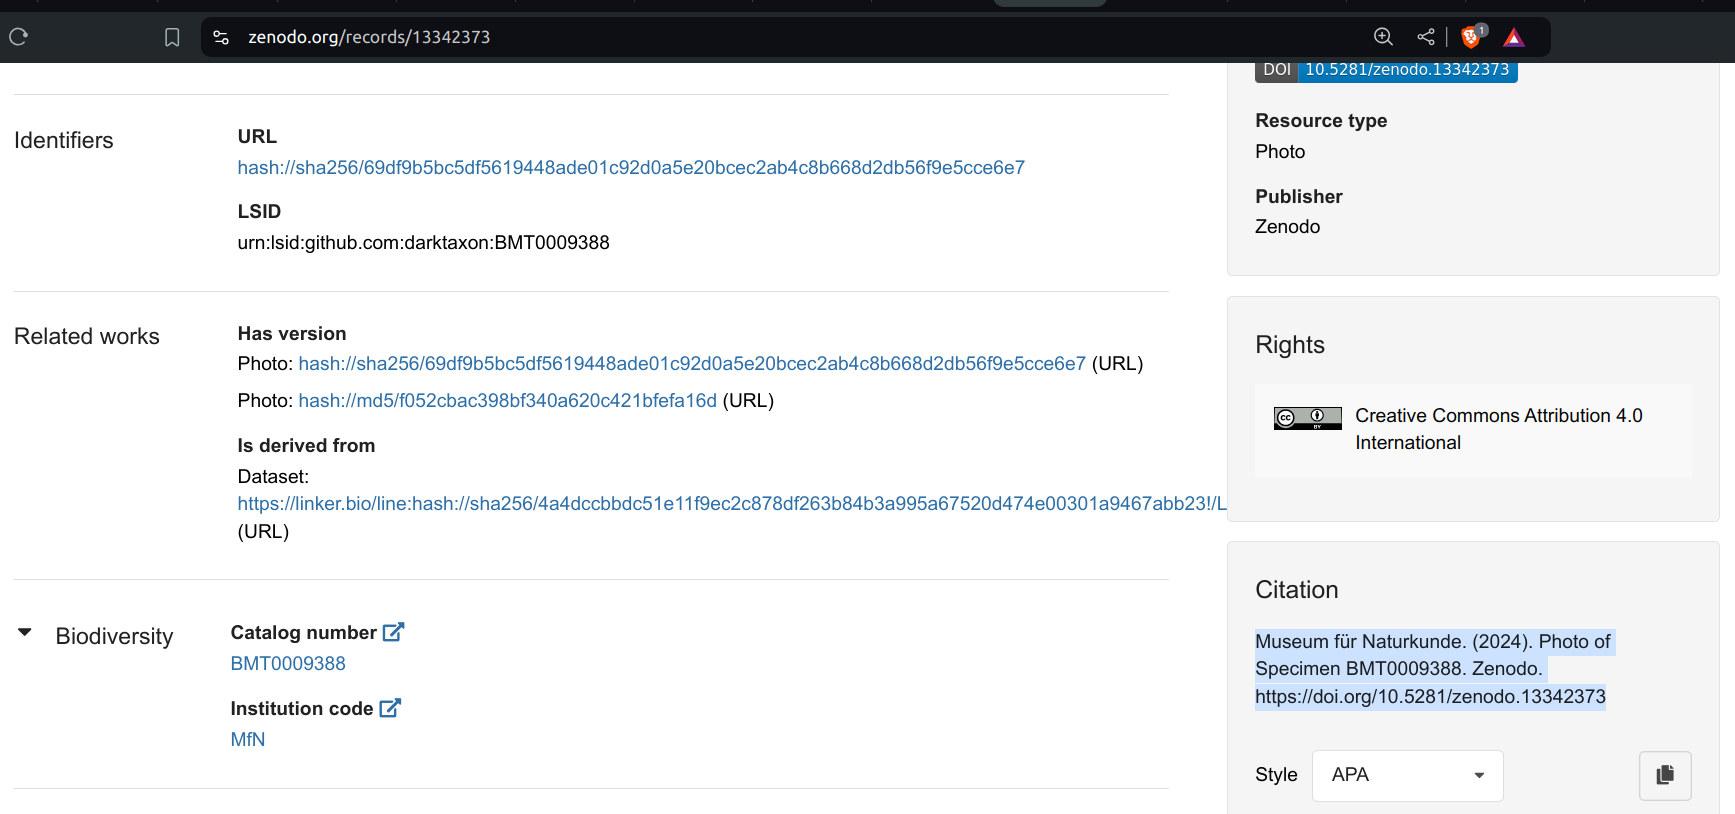 zenodo.org/records/13342373
1
DOI 10.5281/zenodo.13342373
Identifiers
URL
hash://sha256/69df9b5bc5df5619448ade01c92d0a5e20bcec2ab4c8b668d2db56f9e5cce6e7
LSID
urn:lsid:github.com:darktaxon:BMT0009388
Related works
Has version
Photo: hash://sha256/69df9b5bc5df5619448ade01c92d0a5e20bcec2ab4c8b668d2db56f9e5cce6e7 (URL)
Photo: hash://md5/f052cbac398bf340a620c421bfefa16d (URL)
Is derived from
Dataset:
https://linker.bio/line:hash://sha256/4a4dccbbdc51e11f9ec2c878df263b84b3a995a67520d474e00301a9467abb23!/L
(URL)
Biodiversity
Catalog number
BMT0009388
Institution code
MfN
Resource type
Photo
Publisher
Zenodo
Rights
cc BY
Creative Commons Attribution 4.0
International
Citation
Museum für Naturkunde. (2024). Photo of
Specimen BMT0009388. Zenodo.
https://doi.org/10.5281/zenodo.13342373
Style APA